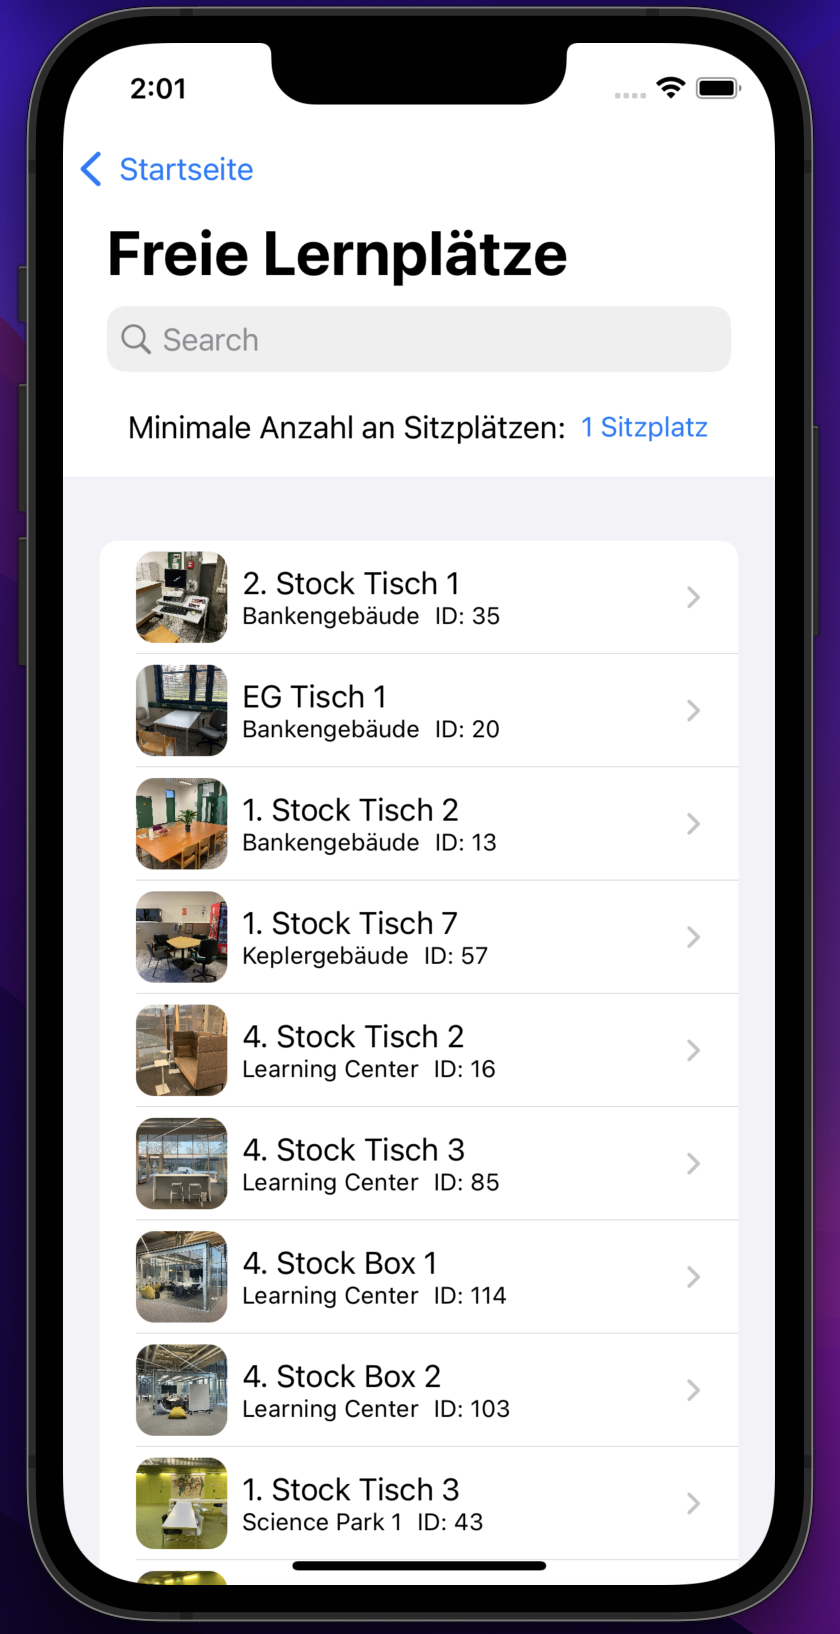 2:01
Startseite
Freie Lernplätze
Search
Minimale Anzahl an Sitzplätzen: 1 Sitzplatz
2. Stock Tisch 1
Bankengebäude ID: 35
EG Tisch 1
Bankengebäude ID: 20
1. Stock Tisch 2
Bankengebäude ID: 13
1. Stock Tisch 7
Keplergebäude ID: 57
4. Stock Tisch 2
Learning Center ID: 16
4. Stock Tisch 3
Learning Center ID: 85
4. Stock Box 1
Learning Center ID: 114
4. Stock Box 2
Learning Center ID: 103
1. Stock Tisch 3
Science Park 1 ID: 43